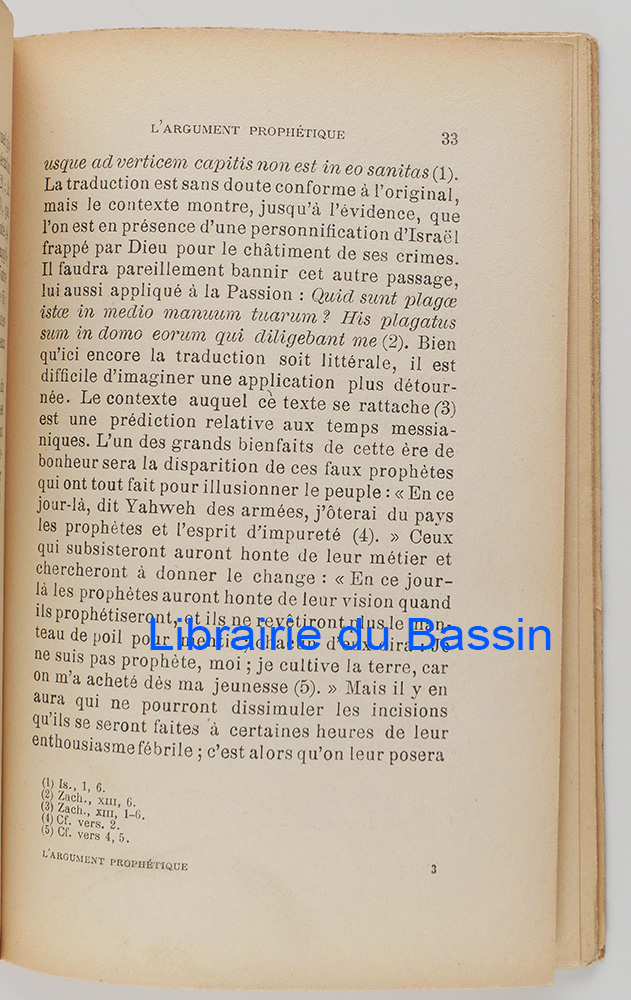 L'ARGUMENT PROPHÉTIQUE 33
usque ad verticem capitis non est in eo sanitas (1).
La traduction est sans doute conforme à l'original,
mais le contexte montre, jusqu'à l'évidence, que
l'on est en présence d'une personnification d'Israël
frappé par Dieu pour le châtiment de ses crimes.
Il faudra pareillement bannir cet autre passage,
lui aussi appliqué à la Passion : Quid sunt plagæ
istæ in medio manuum tuarum ? His plagatus
sum in domo eorum qui diligebant me (2). Bien
qu'ici encore la traduction soit littérale, il est
difficile d'imaginer une application plus détour-
née. Le contexte auquel ce texte se rattache (3)
est une prédiction relative aux temps messia-
niques. L'un des grands bienfaits de cette ère de
bonheur sera la disparition de ces faux prophètes
qui ont tout fait pour illusionner le peuple : « En ce
jour-là, dit Yahweh des armées, j'ôterai du pays
les prophètes et l'esprit d'impureté (4). » Ceux
qui subsisteront auront honte de leur métier et
chercheront à donner le change : « En ce jour-
là les prophètes auront honte de leur vision quand
ils prophétiseront, et ils ne revêtiront plus le man-
teau de poil pour mentir, chacun d'eux dira : Je
Librairie du Bassin
ne suis pas prophète, moi ; je cultive la terre, car
on m'a acheté dès ma jeunesse (5). » Mais il y en
aura qui ne pourront dissimuler les incisions
qu'ils se seront faites à certaines heures de leur
enthousiasme fébrile ; c'est alors qu'on leur posera
(1) Is., 1, 6.
(2) Zach., XIII, 6.
(3) Zach., XIII, 1-6.
(4) Cf. vers. 2.
(5) Cf. vers 4, 5.
L'ARGUMENT PROPHÉTIQUE 3